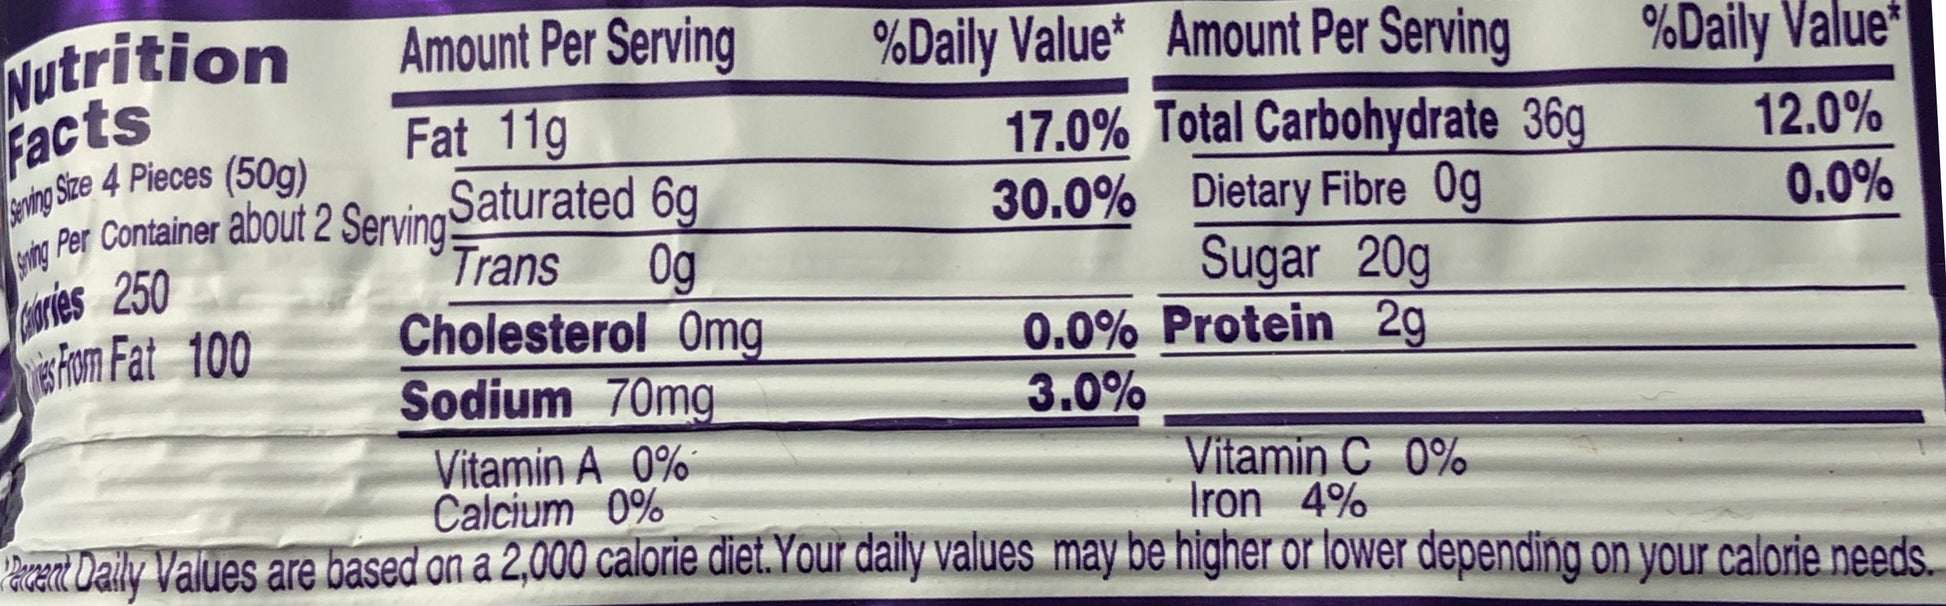 Nutrition
Facts
Serving Size 4 Pieces (50g)
Serving Per Container about 2 Serving
Calories 250
From Fat 100
Amount Per Serving %Daily Value*
Fat 11g 17.0%
Saturated 6g 30.0%
Trans 0g
Cholesterol 0mg 0.0%
Sodium 70mg 3.0%
Amount Per Serving %Daily Value*
Total Carbohydrate 36g 12.0%
Dietary Fibre 0g 0.0%
Sugar 20g
Protein 2g
Vitamin A 0% Vitamin C 0%
Calcium 0% Iron 4%
*Percent Daily Values are based on a 2,000 calorie diet.Your daily values may be higher or lower depending on your calorie needs.